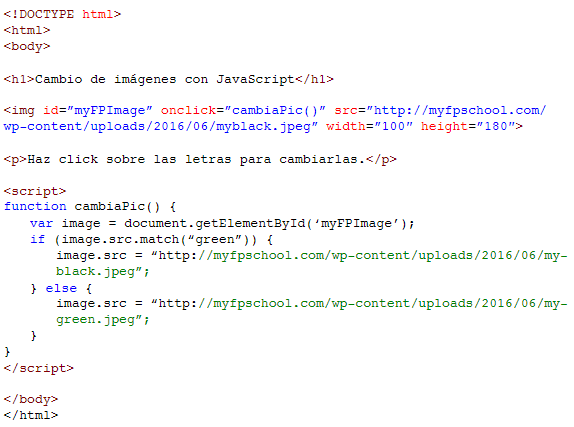 <!DOCTYPE html>
<html>
<body>
<h1>Cambio de imágenes con JavaScript</h1>
<img id="myFPImage” onclick="cambiaPic()” src="http://myfpschool.com/
wp-content/uploads/2016/06/myblack.jpeg” width="100” height="180”>
<p>Haz click sobre las letras para cambiarlas.</p>
<script>
function cambiaPic() {
var image = document.getElementById(‘myFPImage’);
if (image.src.match(“green”)) {
image.src = “http://myfpschool.com/wp-content/uploads/2016/06/my-
black.jpeg”;
} else {
image.src = “http://myfpschool.com/wp-content/uploads/2016/06/my-
green.jpeg”;
}
}
</script>
</body>
</html>